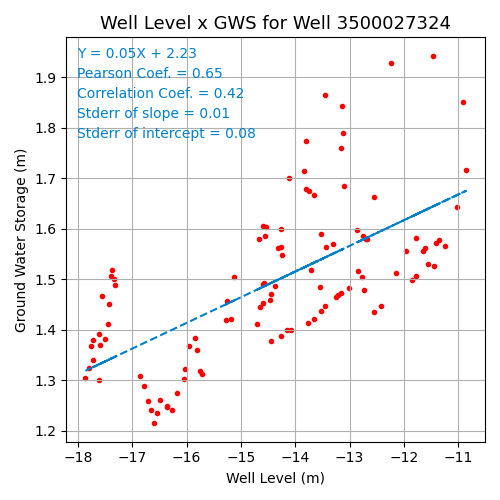 Well Level x GWS for Well 3500027324
Y = 0.05X + 2.23
Pearson Coef. = 0.65
Correlation Coef. = 0.42
Stderr of slope = 0.01
Stderr of intercept = 0.08
Ground Water Storage (m)
1.9
1.8
1.7
1.6
1.5
1.4
1.3
1.2
−18 −17 −16 −15 −14 −13 −12 −11
Well Level (m)